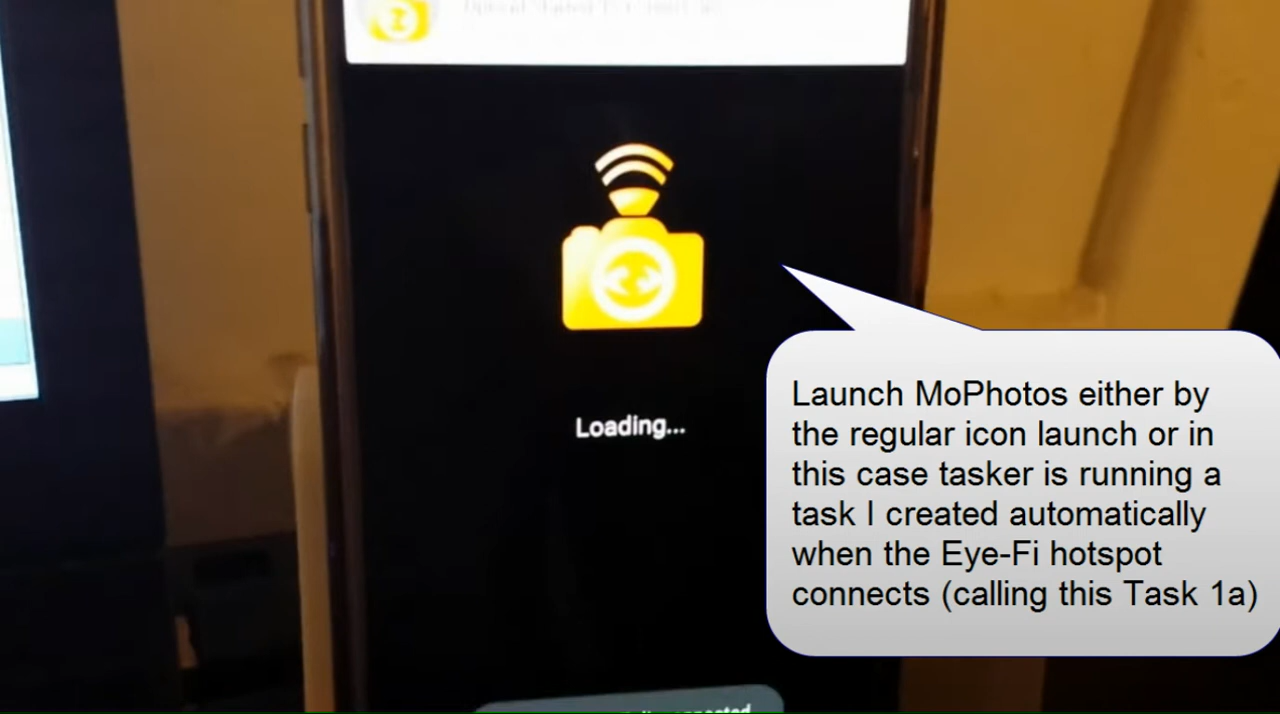 Loading...
Launch MoPhotos either by
the regular icon launch or in
this case tasker is running a
task I created automatically
when the Eye-Fi hotspot
connects (calling this Task 1a)
connected